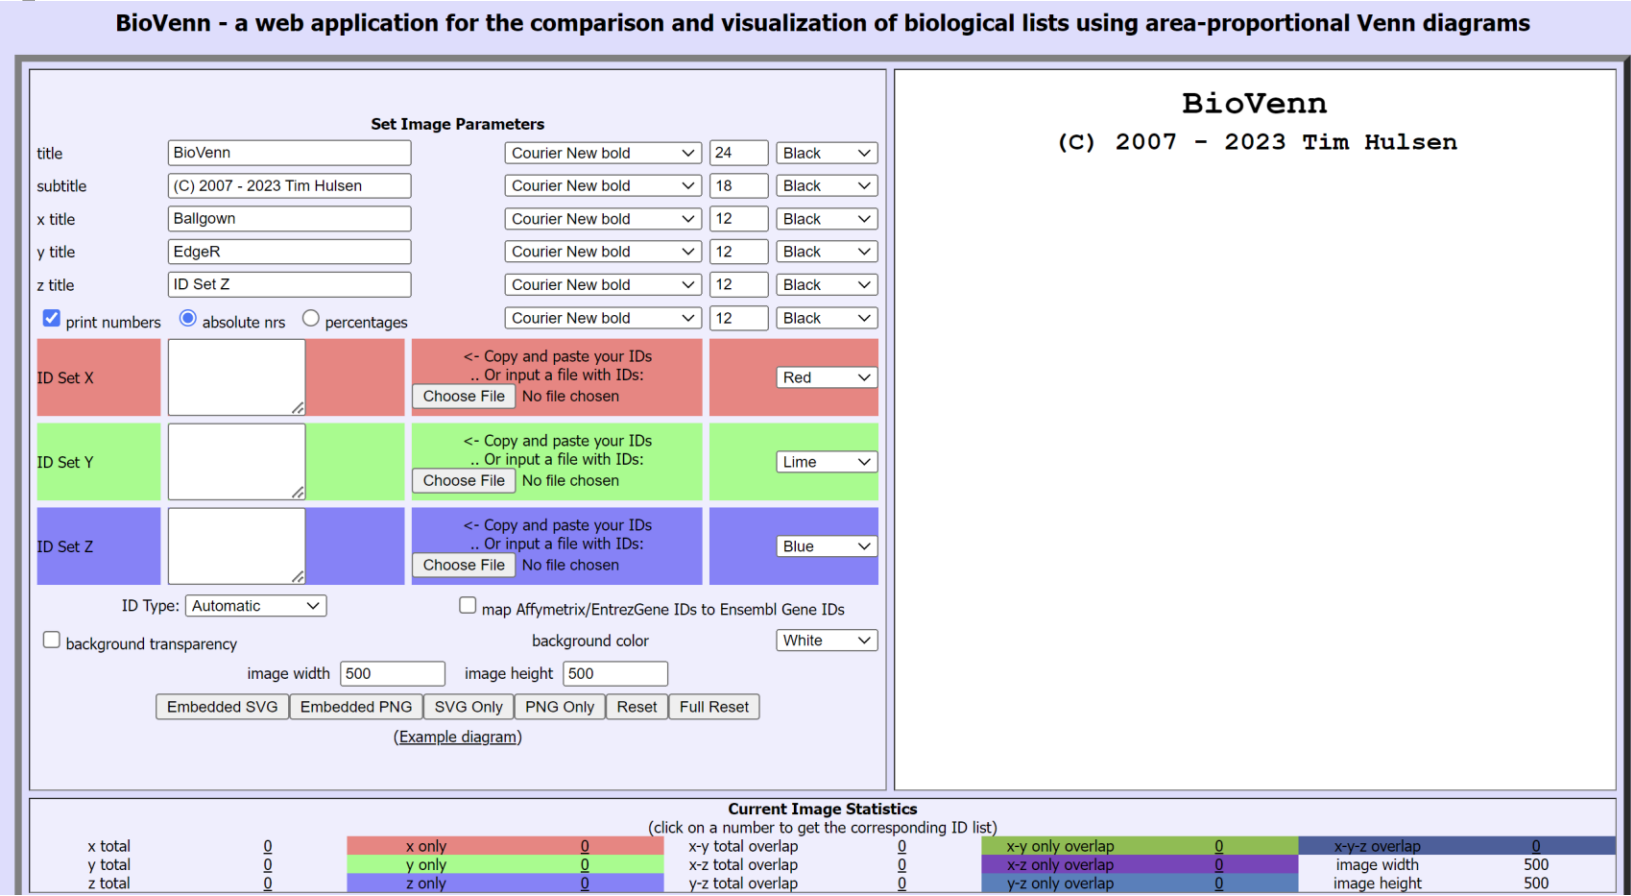 BioVenn - a web application for the comparison and visualization of biological lists using area-proportional Venn diagrams
Set Image Parameters
title BioVenn Courier New bold 24 Black
subtitle (C) 2007 - 2023 Tim Hulsen Courier New bold 18 Black
x title Ballgown Courier New bold 12 Black
y title EdgeR Courier New bold 12 Black
z title ID Set Z Courier New bold 12 Black
print numbers absolute nrs percentages Courier New bold 12 Black
ID Set X
<- Copy and paste your IDs
.. Or input a file with IDs:
Choose File No file chosen
Red
ID Set Y
<- Copy and paste your IDs
.. Or input a file with IDs:
Choose File No file chosen
Lime
ID Set Z
<- Copy and paste your IDs
.. Or input a file with IDs:
Choose File No file chosen
Blue
ID Type: Automatic map Affymetrix/EntrezGene IDs to Ensembl Gene IDs
background transparency background color White
image width 500 image height 500
Embedded SVG Embedded PNG SVG Only PNG Only Reset Full Reset
(Example diagram)
BioVenn
(C) 2007 - 2023 Tim Hulsen
Current Image Statistics
(click on a number to get the corresponding ID list)
x total 0 x only 0 x-y total overlap 0 x-y only overlap 0 x-y-z overlap 0
y total 0 y only 0 x-z total overlap 0 x-z only overlap 0 image width 500
z total 0 z only 0 y-z total overlap 0 y-z only overlap 0 image height 500